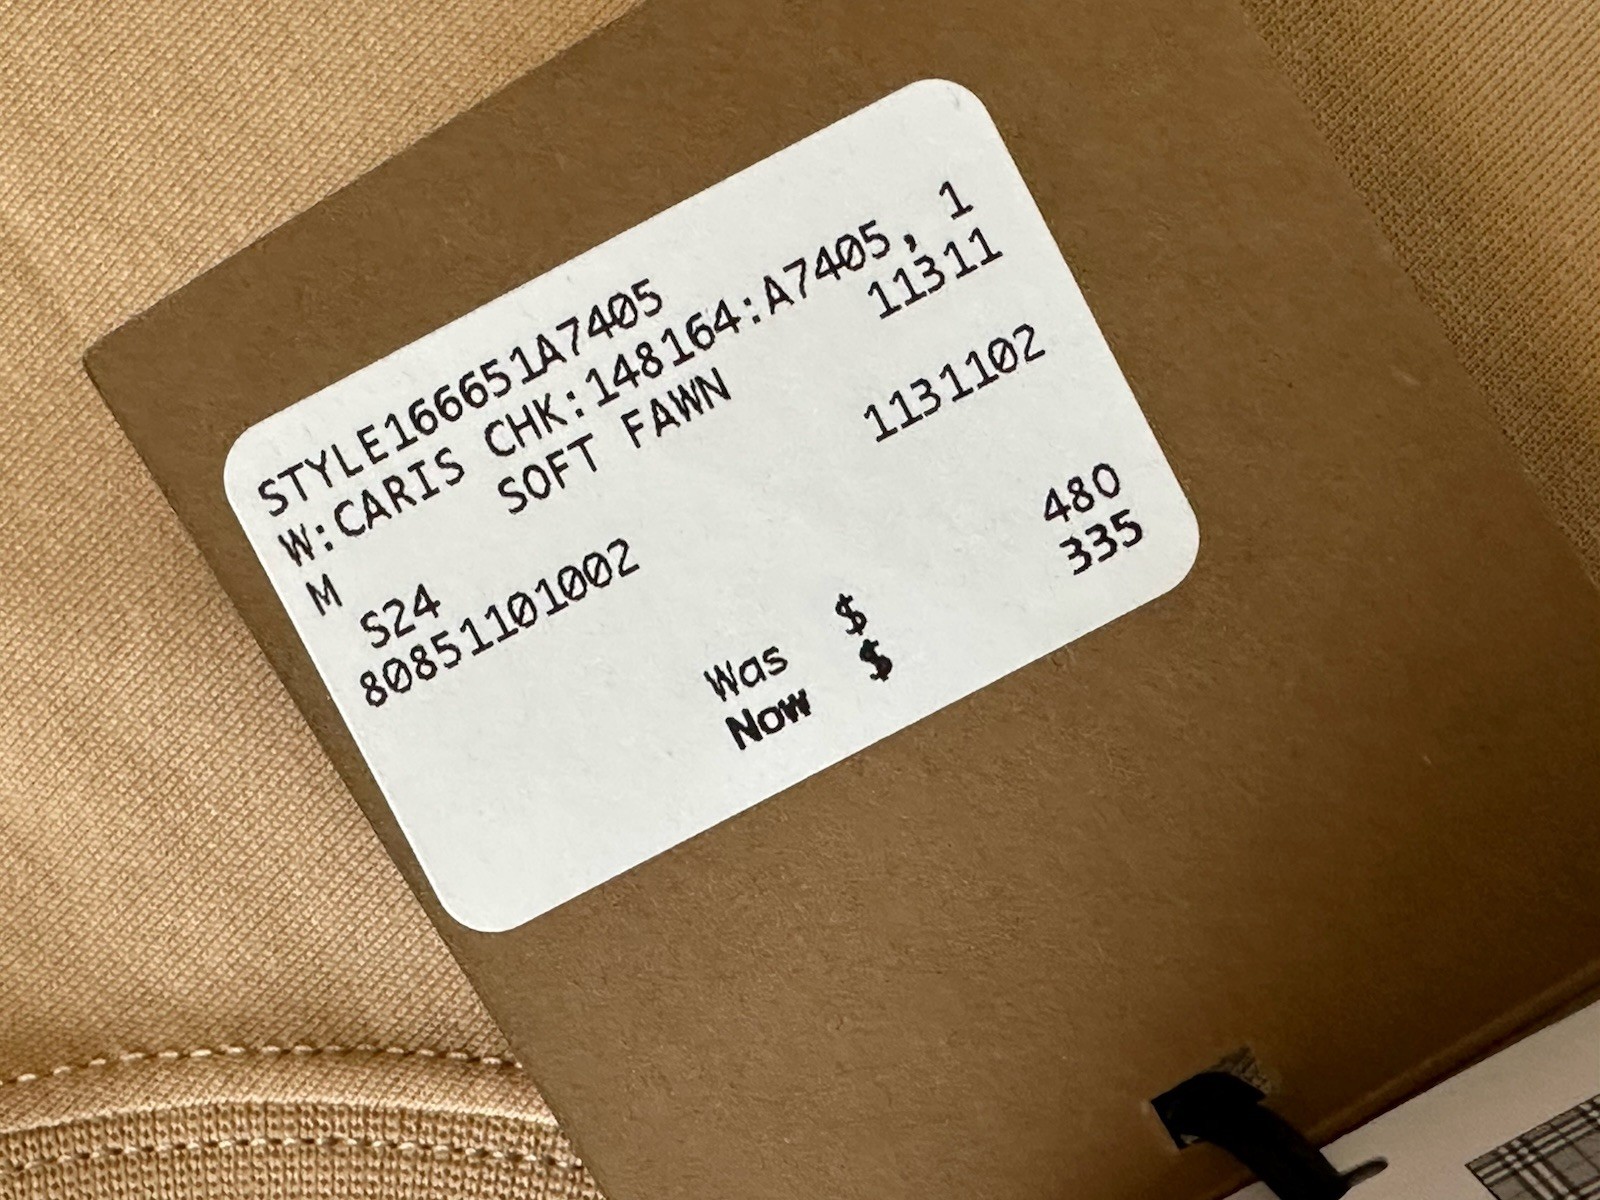 STYLE166651A7405
W:CARIS CHK:148164:A7405, 1
M SOFT FAWN 11311
S24
80851101002 1131102
Was $ 480
Now $ 335